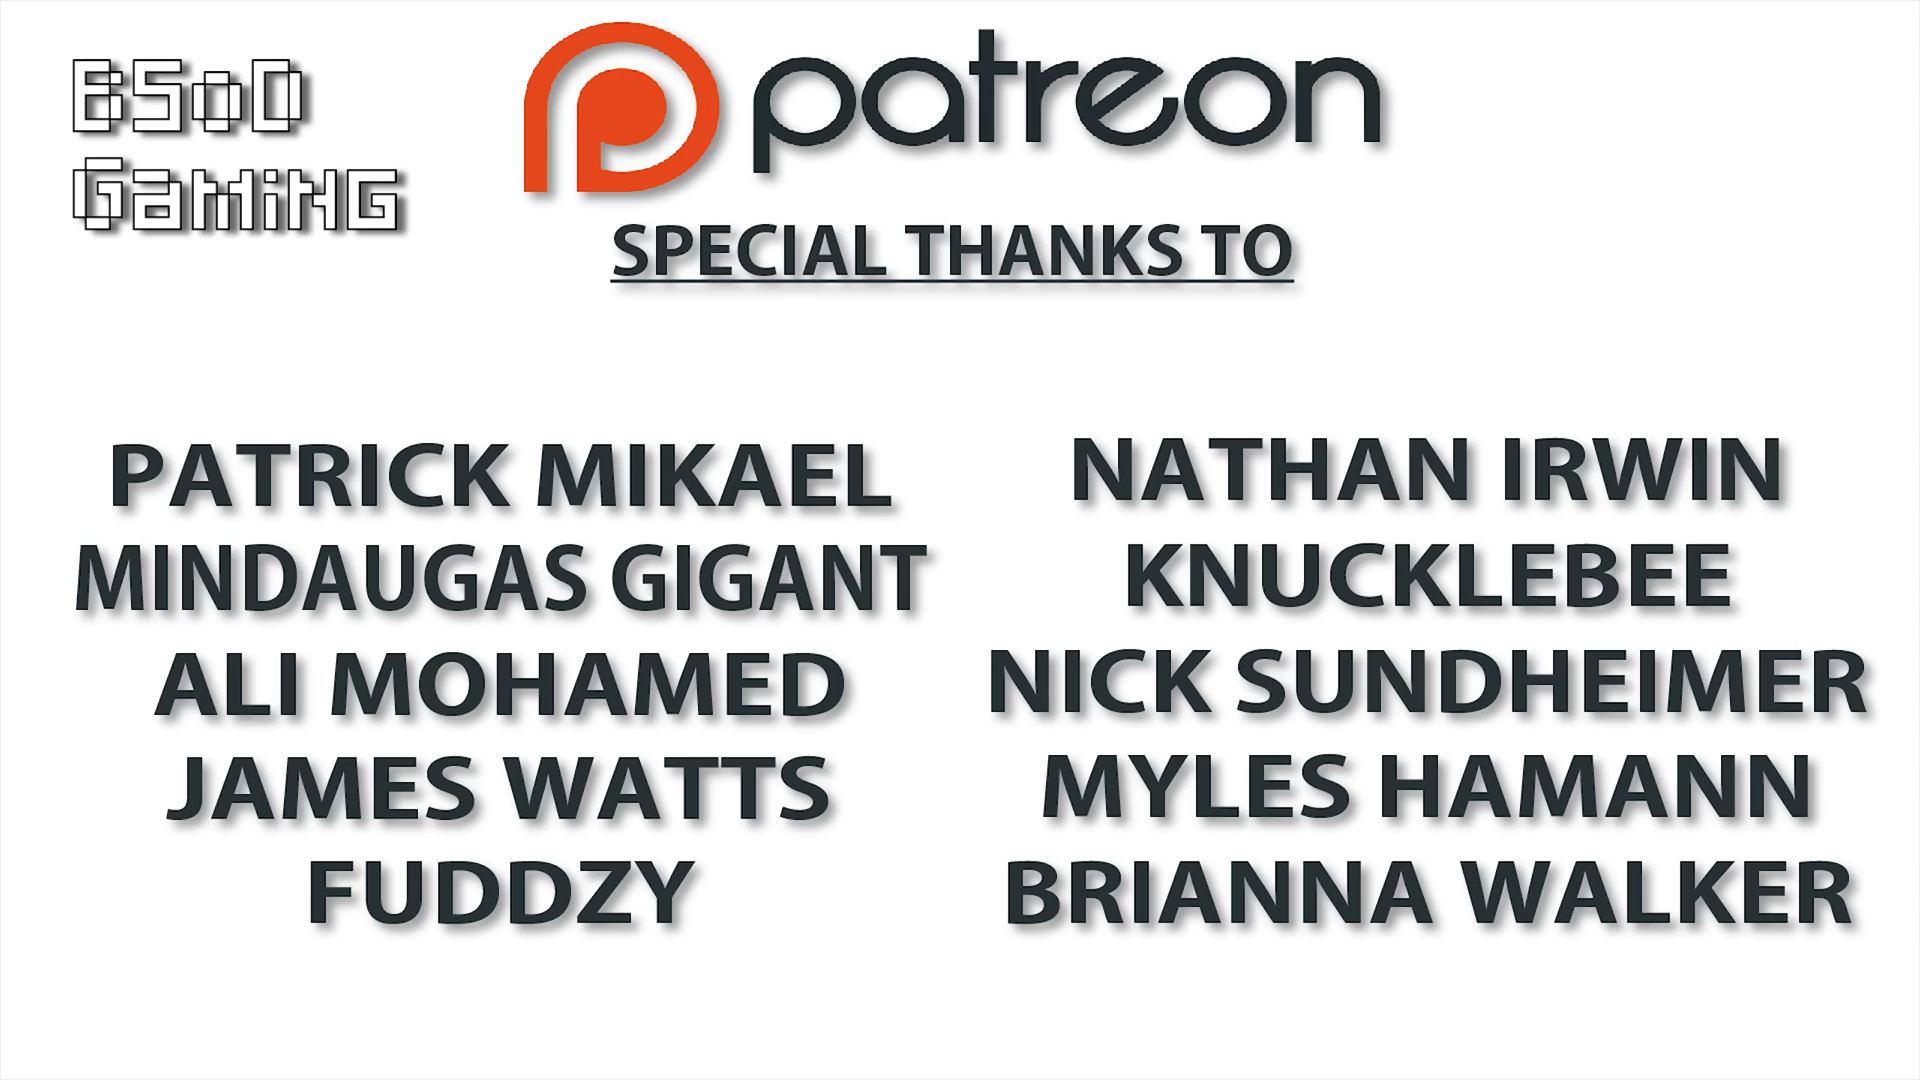 BSoD
GaMiNG
patreon
SPECIAL THANKS TO
PATRICK MIKAEL
MINDAUGAS GIGANT
ALI MOHAMED
JAMES WATTS
FUDDZY
NATHAN IRWIN
KNUCKLEBEE
NICK SUNDHEIMER
MYLES HAMANN
BRIANNA WALKER